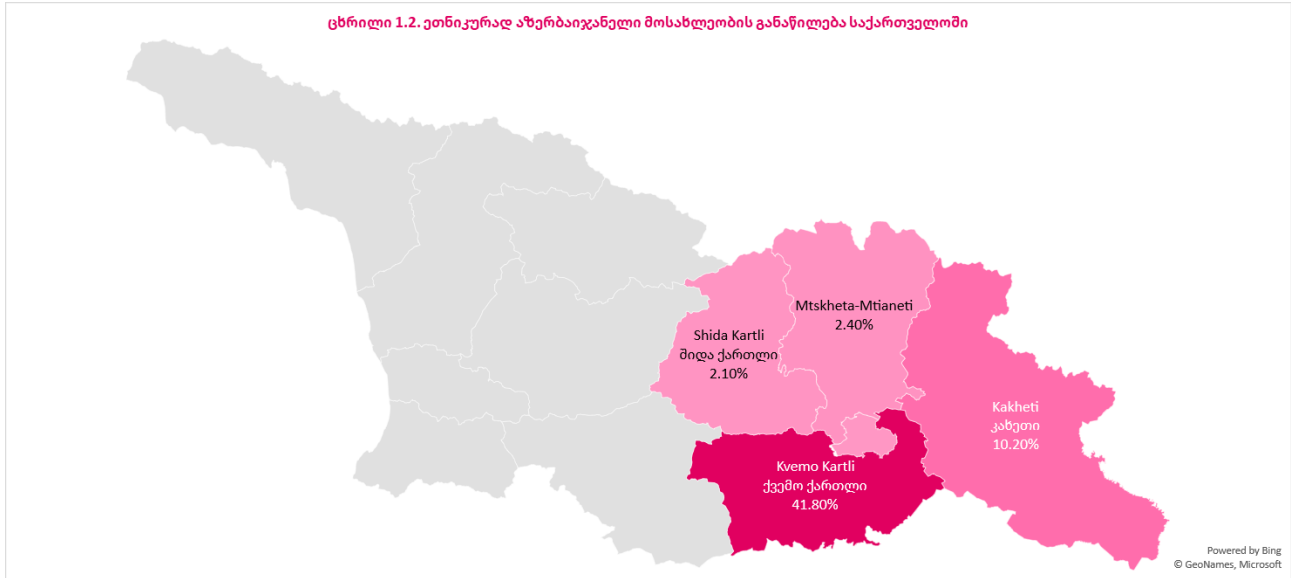 ცხრილი 1.2. ეთნიკურად აზერბაიჯანელი მოსახლეობის განაწილება საქართველოში
Mtskheta-Mtianeti
2.40%
Shida Kartli
შიდა ქართლი
2.10%
Kakheti
კახეთი
10.20%
Kvemo Kartli
ქვემო ქართლი
41.80%
Powered by Bing
© GeoNames, Microsoft